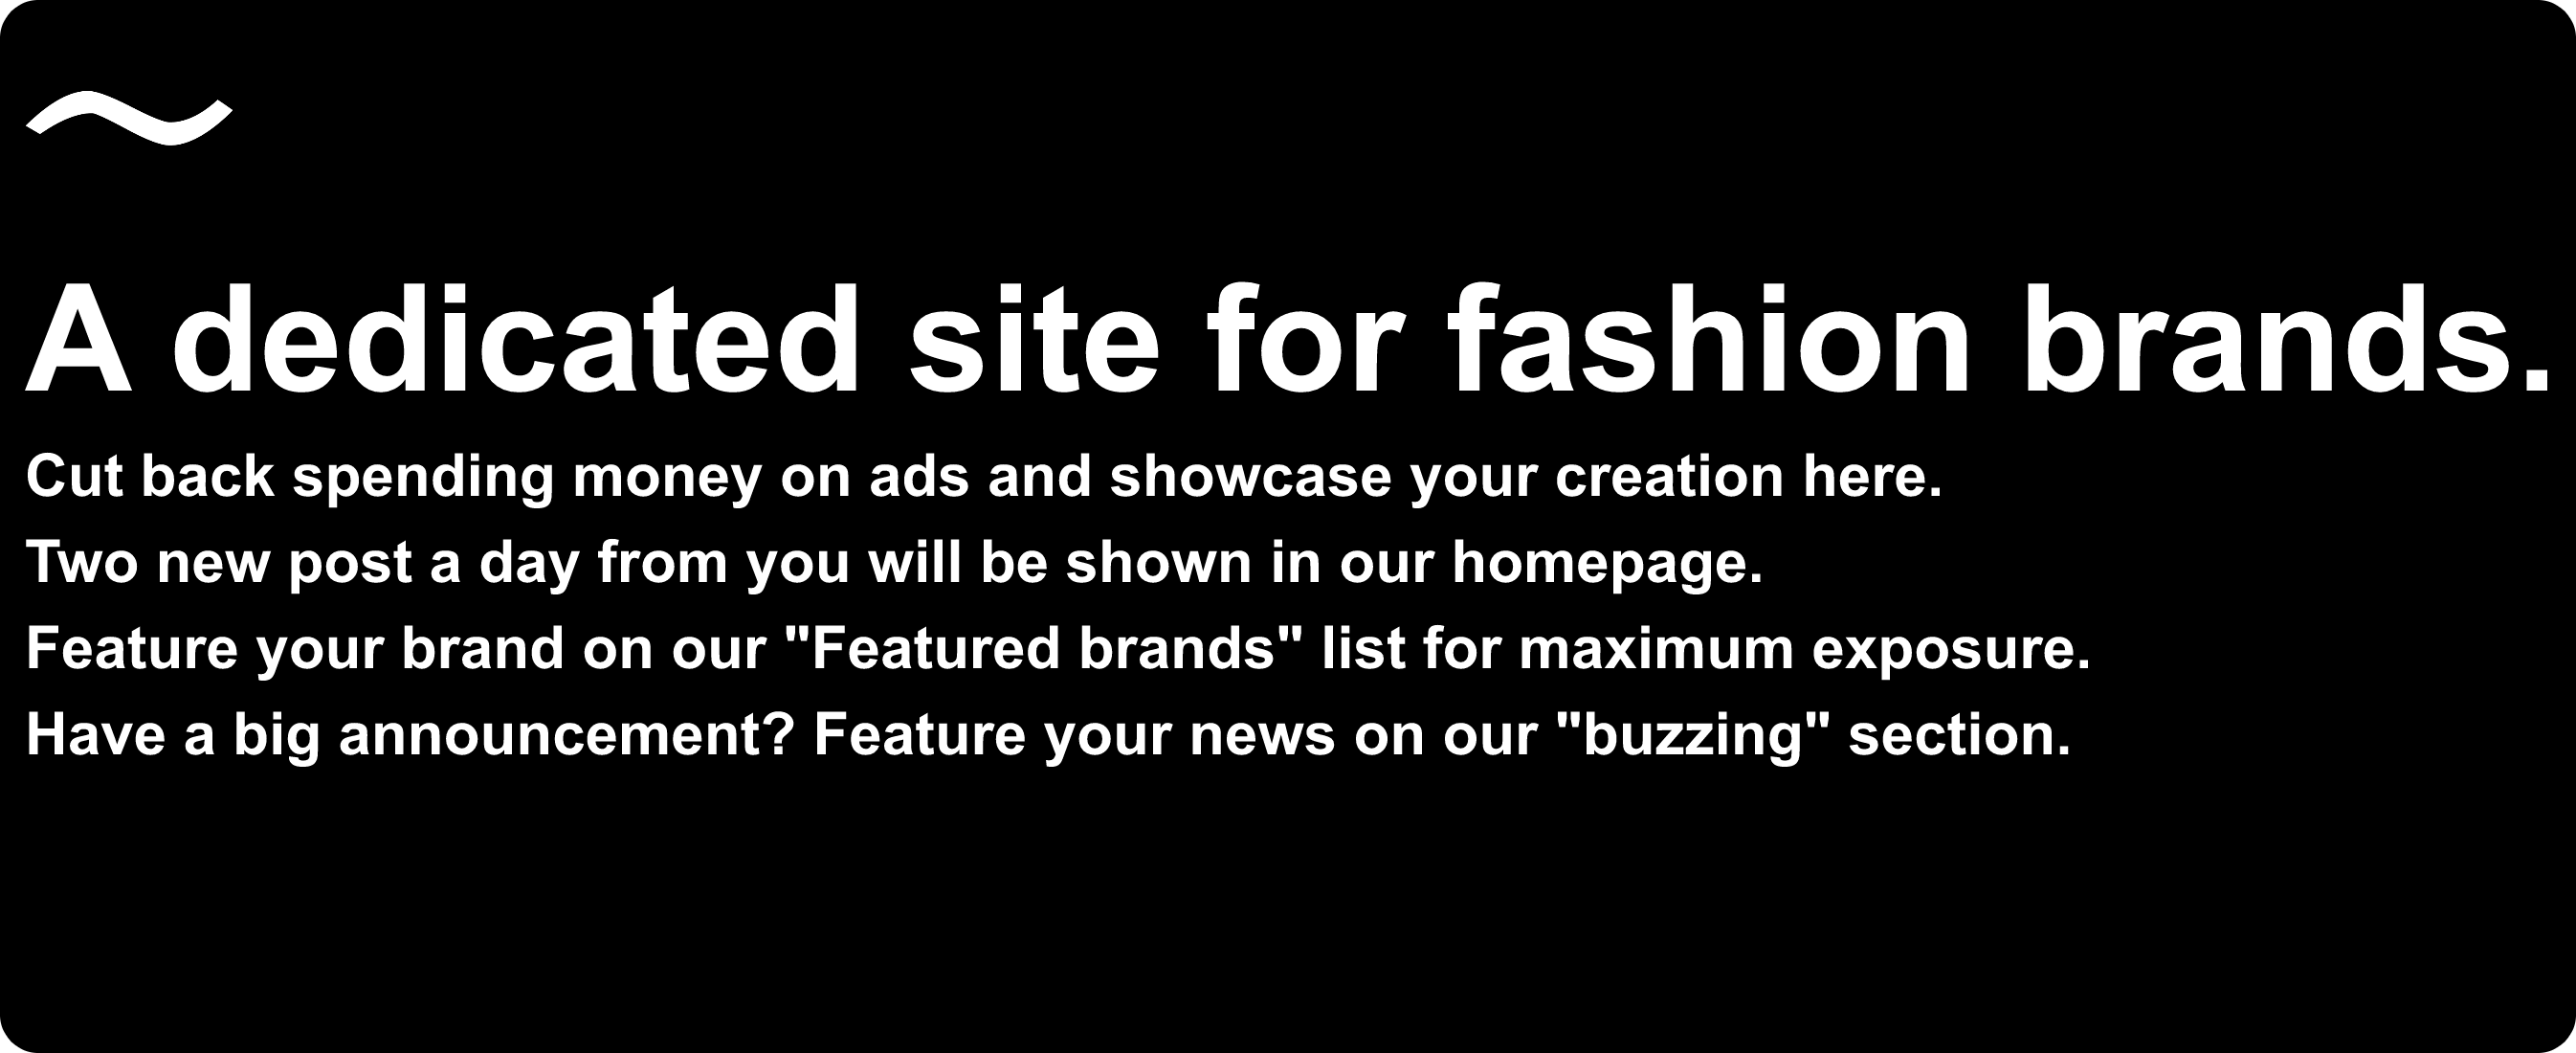 A dedicated site for fashion brands.
Cut back spending money on ads and showcase your creation here.
Two new post a day from you will be shown in our homepage.
Feature your brand on our "Featured brands" list for maximum exposure.
Have a big announcement? Feature your news on our "buzzing" section.